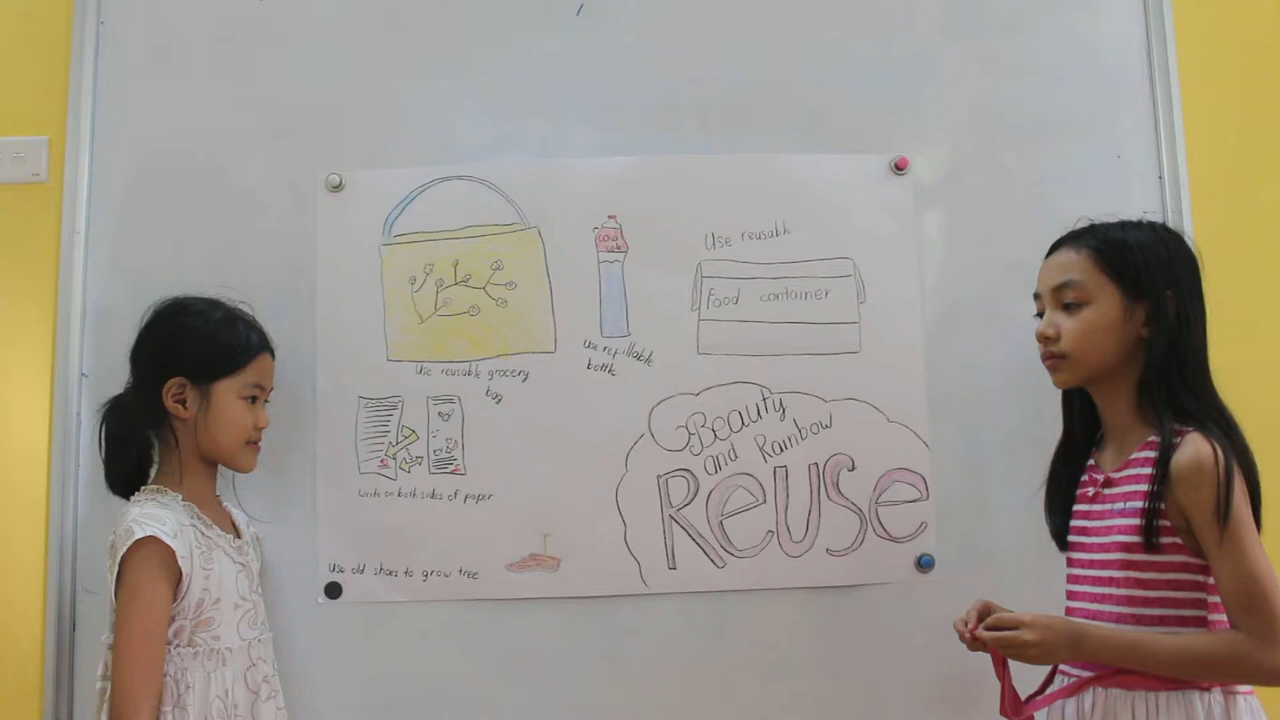 Cola
Use reusable
Food container
Use refillable
bottle
Use reusable grocery
bag
Beauty
and Rainbow
REUSE
Write on both sides of paper
Use old shoes to grow tree